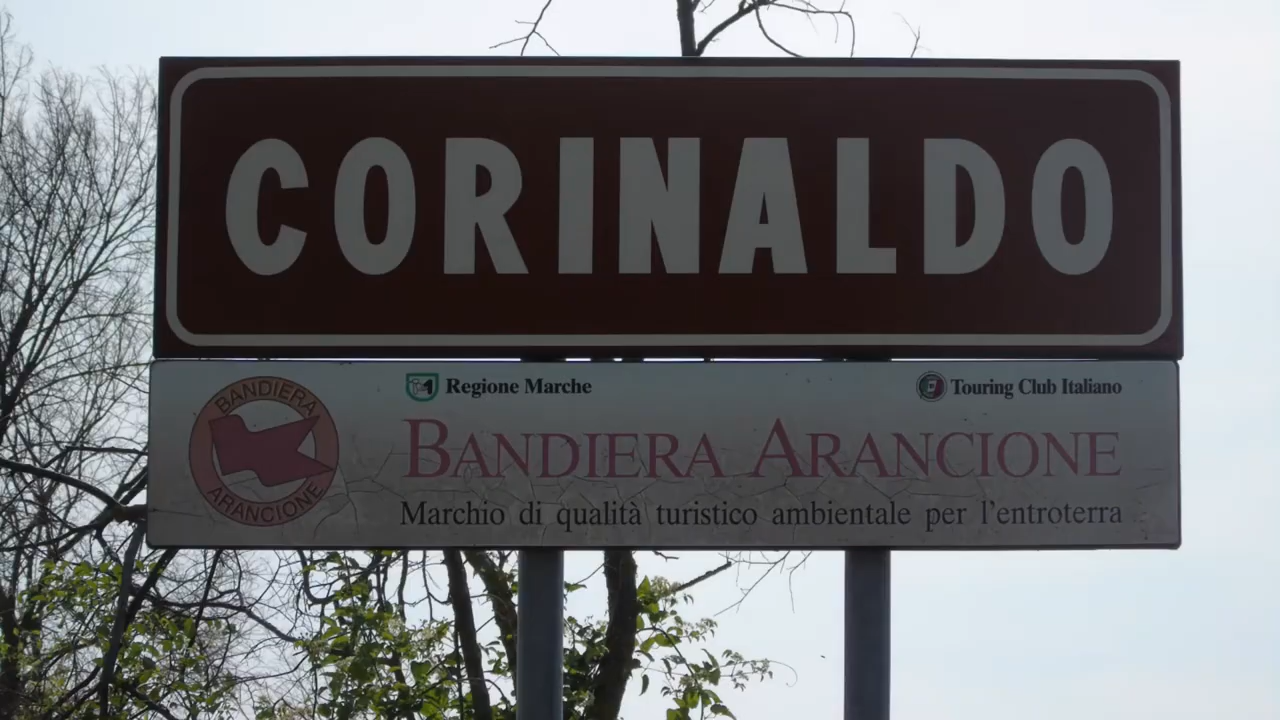 CORINALDO
BANDIERA
ARANCIONE
Regione Marche
Touring Club Italiano
BANDIERA ARANCIONE
Marchio di qualità turistico ambientale per l'entroterra